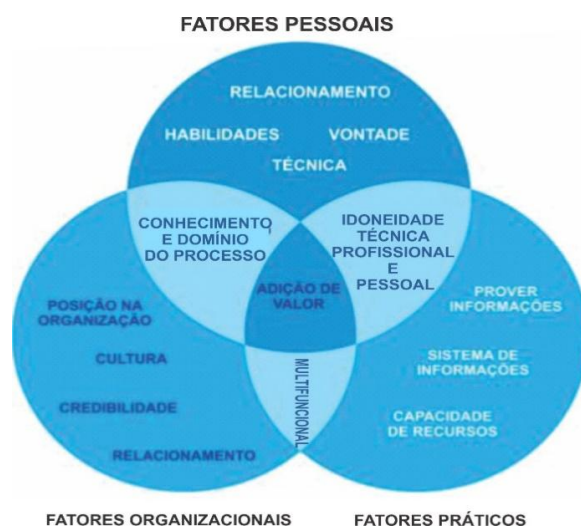 FATORES PESSOAIS
RELACIONAMENTO
HABILIDADES
VONTADE
TÉCNICA
CONHECIMENTO
E DOMÍNIO
DO PROCESSO
IDONEIDADE
TÉCNICA
PROFISSIONAL
E
PESSOAL
ADIÇÃO DE
VALOR
POSIÇÃO NA
ORGANIZAÇÃO
CULTURA
CREDIBILIDADE
RELACIONAMENTO
MULTIFUNCIONAL
PROVER
INFORMAÇÕES
SISTEMA DE
INFORMAÇÕES
CAPACIDADE
DE RECURSOS
FATORES ORGANIZACIONAIS
FATORES PRÁTICOS